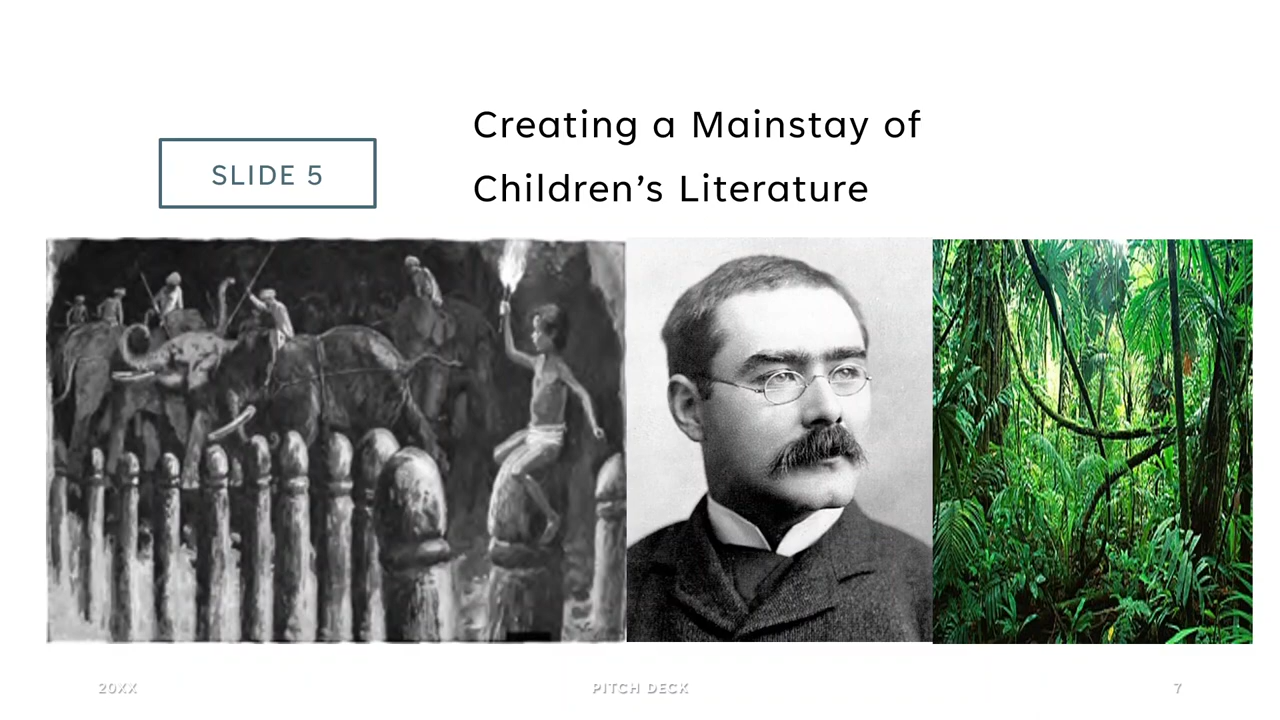 SLIDE 5
Creating a Mainstay of
Children’s Literature
20XX
PITCH DECK
7